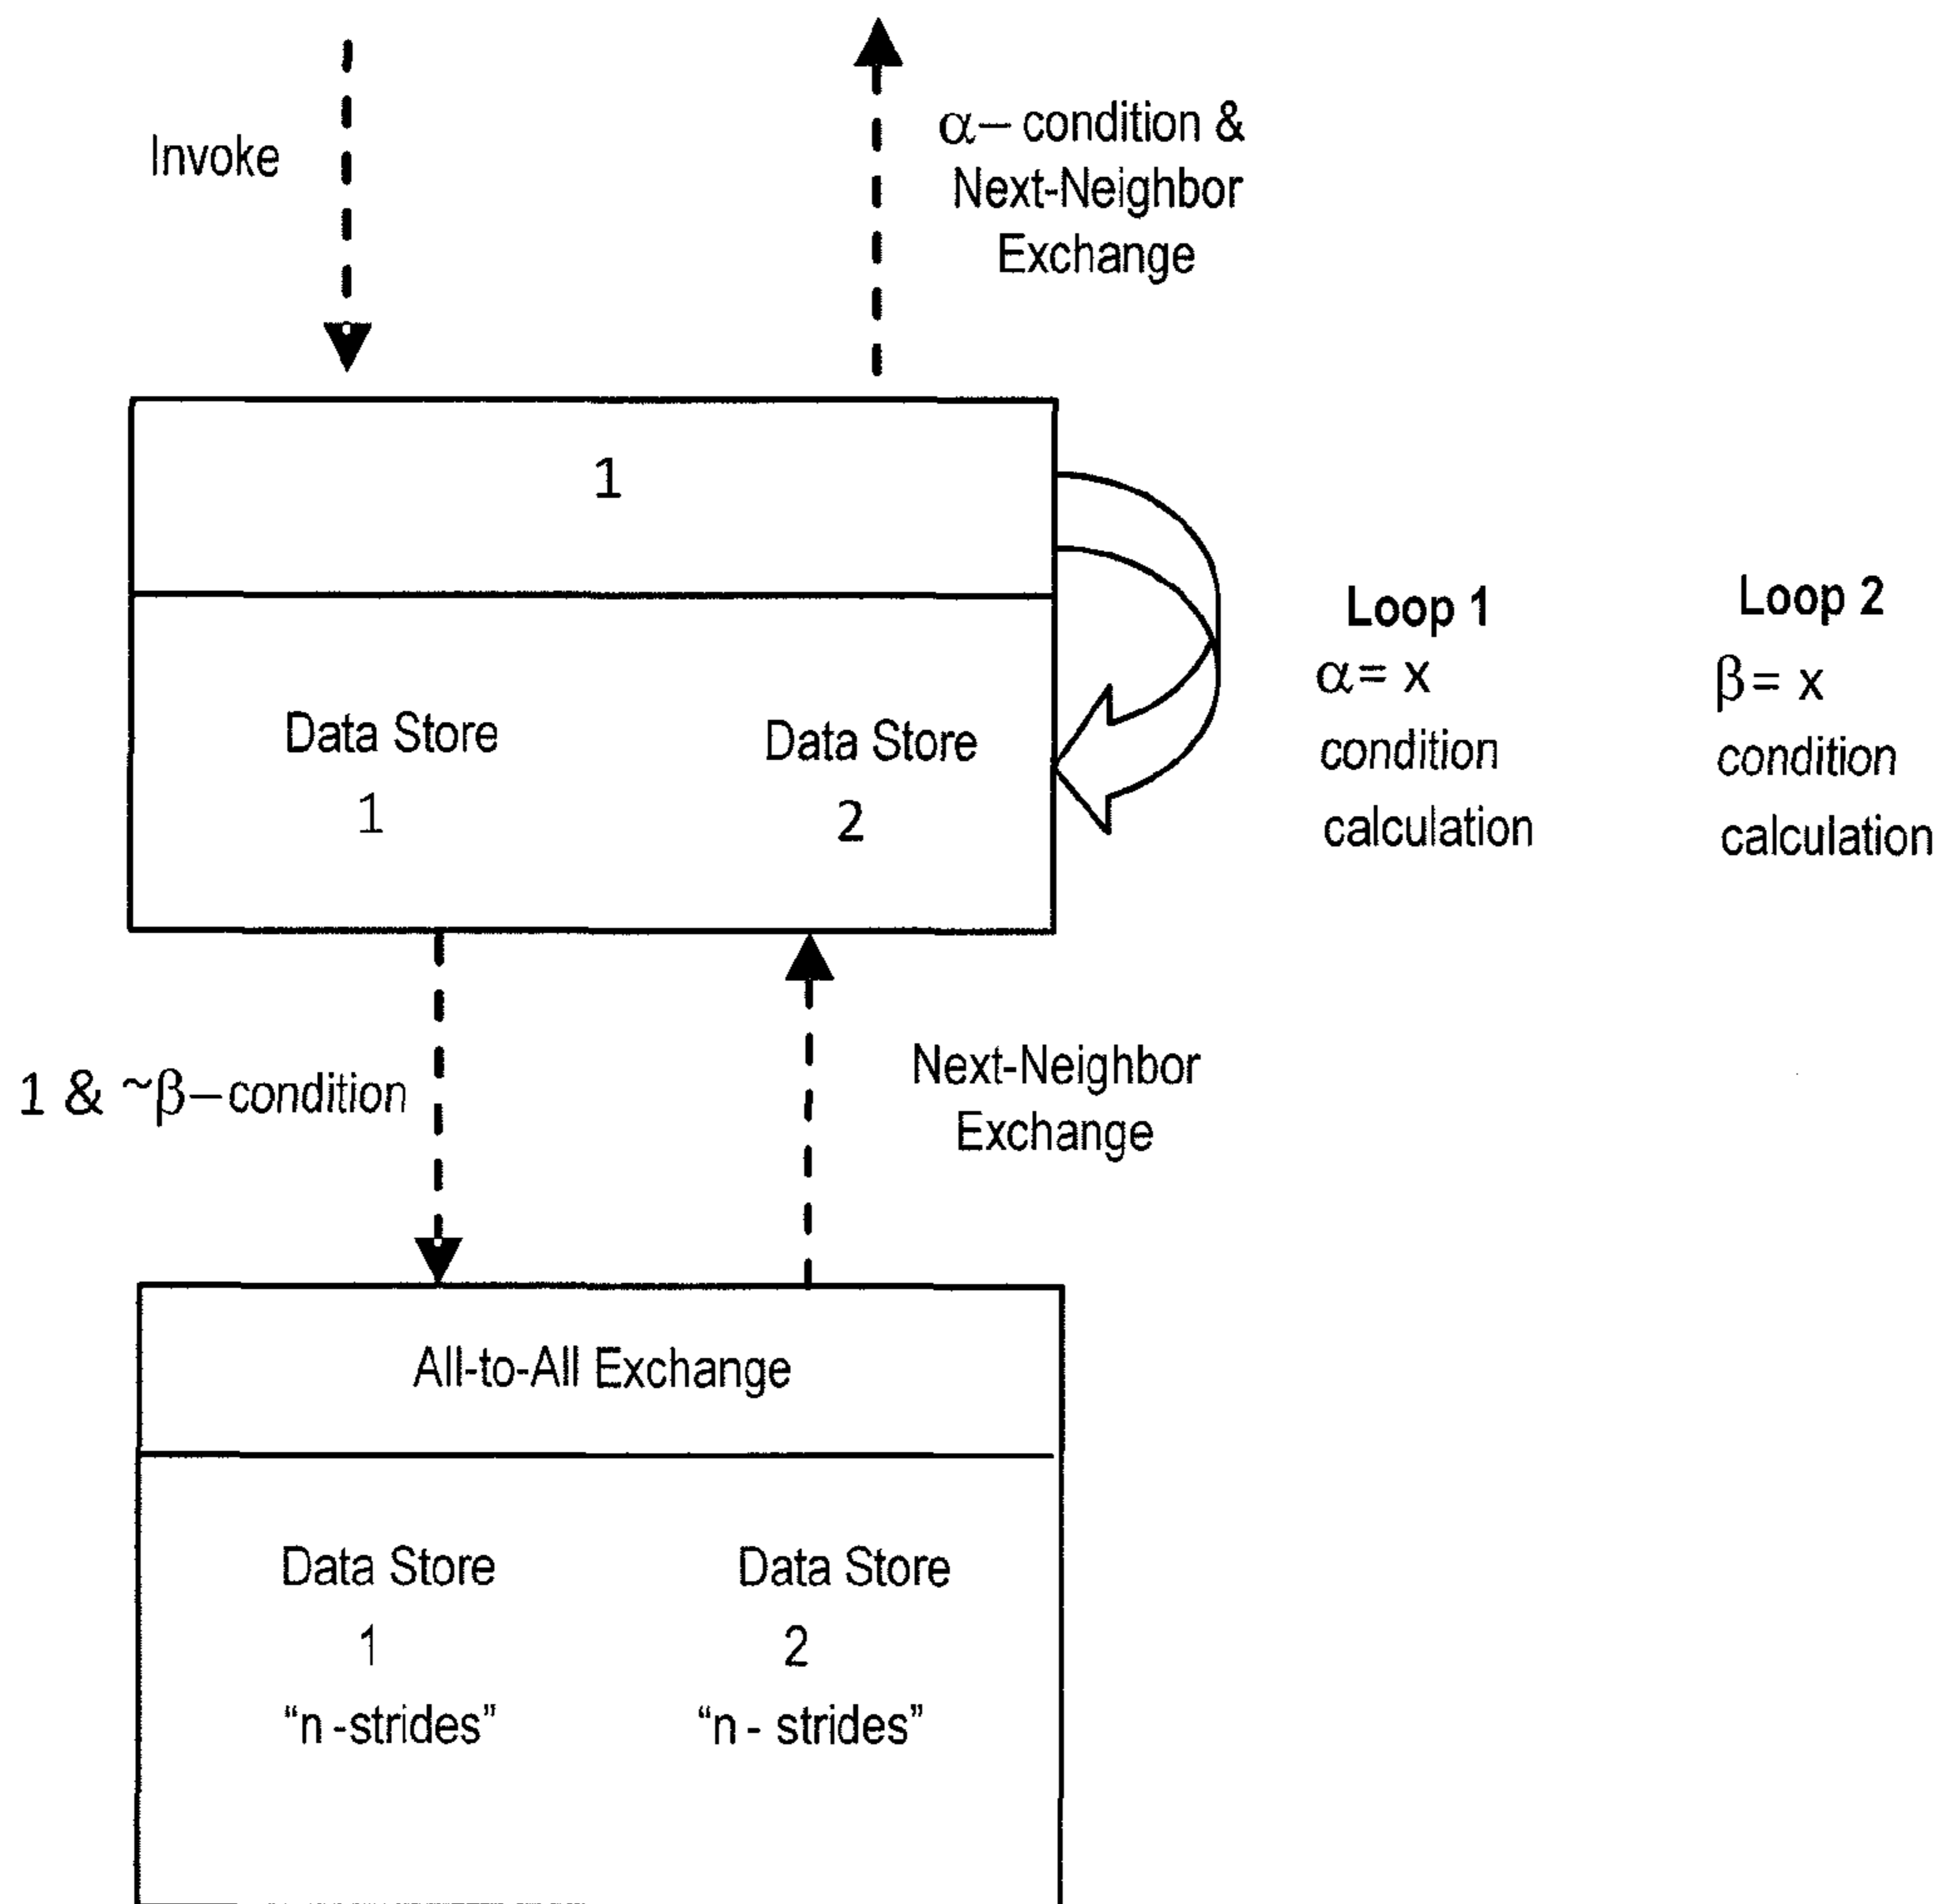 Invoke
α– condition &
Next-Neighbor
Exchange
1
Data Store
1
Data Store
2
Loop 1
α= x
condition
calculation
Loop 2
β= x
condition
calculation
1 & ~β–condition
Next-Neighbor
Exchange
All-to-All Exchange
Data Store
1
“n -strides”
Data Store
2
“n - strides”